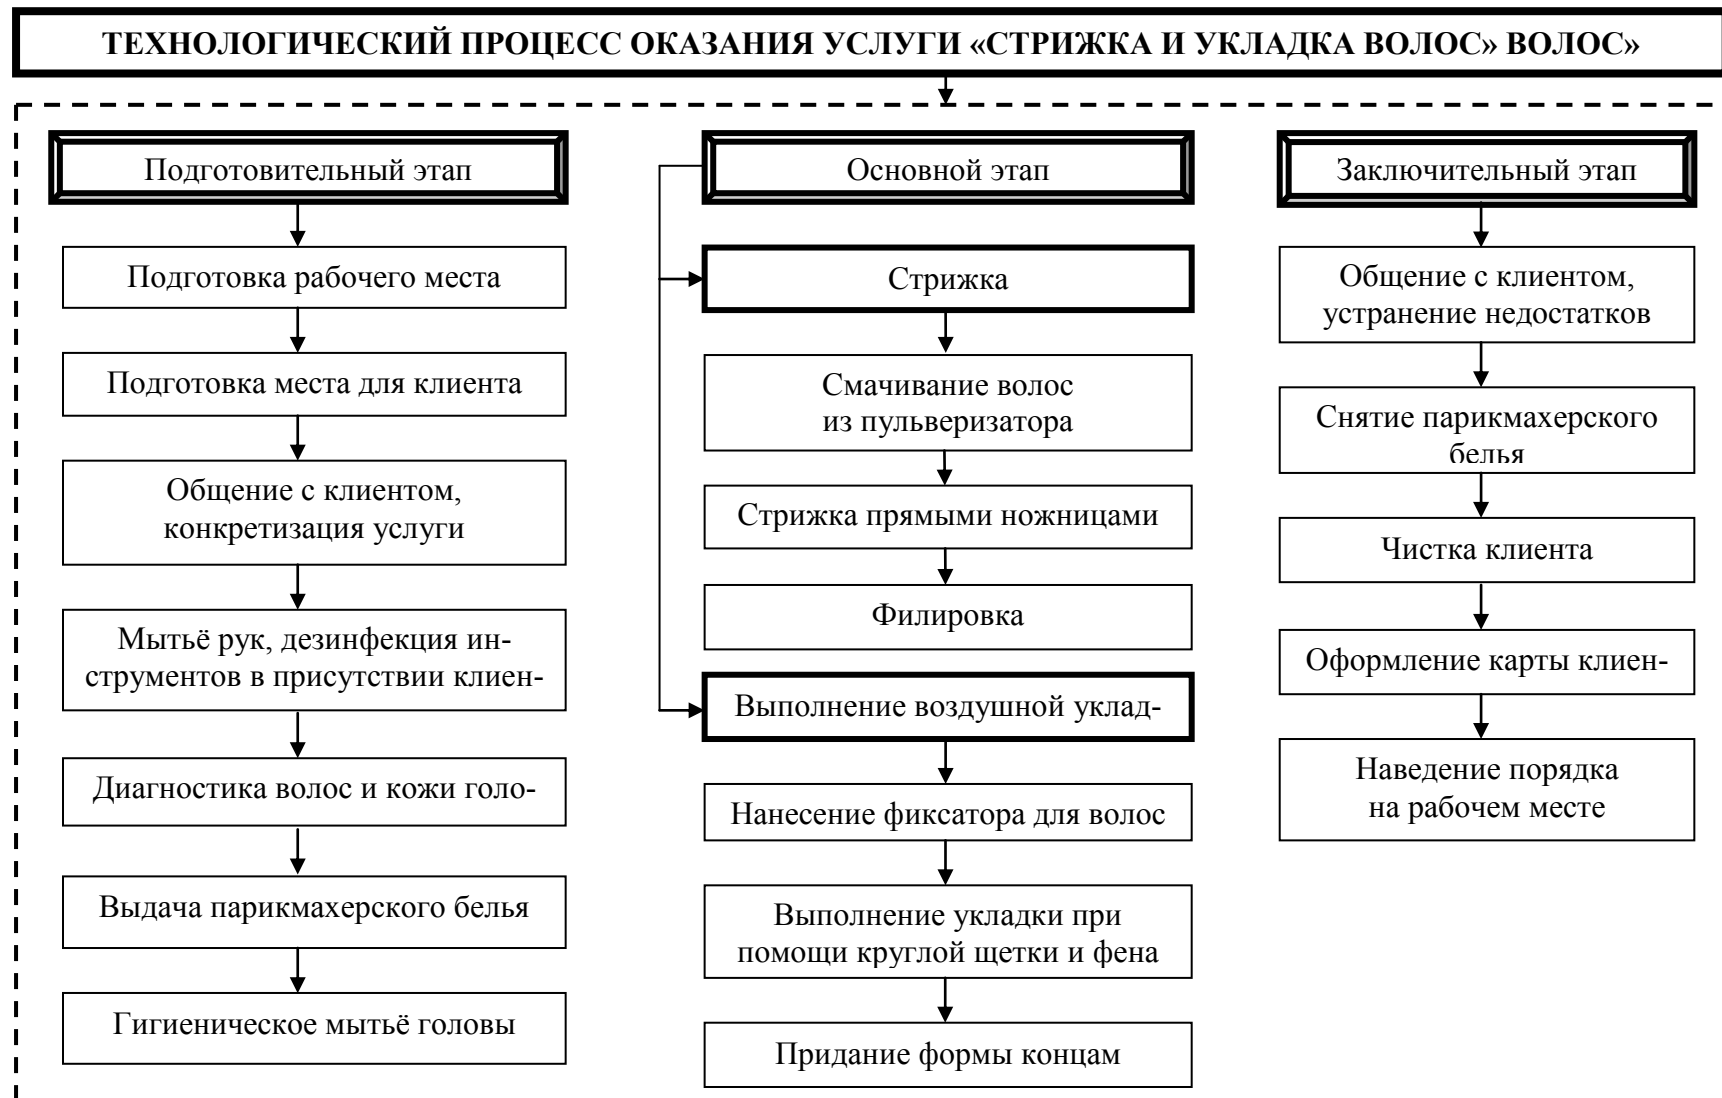 ТЕХНОЛОГИЧЕСКИЙ ПРОЦЕСС ОКАЗАНИЯ УСЛУГИ «СТРИЖКА И УКЛАДКА ВОЛОС» ВОЛОС»
Подготовительный этап
Подготовка рабочего места
Подготовка места для клиента
Общение с клиентом,
конкретизация услуги
Мытьё рук, дезинфекция ин-
струментов в присутствии клиен-
Диагностика волос и кожи голо-
Выдача парикмахерского белья
Гигиеническое мытьё головы
Основной этап
Стрижка
Смачивание волос
из пульверизатора
Стрижка прямыми ножницами
Филировка
Выполнение воздушной уклад-
Нанесение фиксатора для волос
Выполнение укладки при
помощи круглой щетки и фена
Придание формы концам
Заключительный этап
Общение с клиентом,
устранение недостатков
Снятие парикмахерского
белья
Чистка клиента
Оформление карты клиен-
Наведение порядка
на рабочем месте